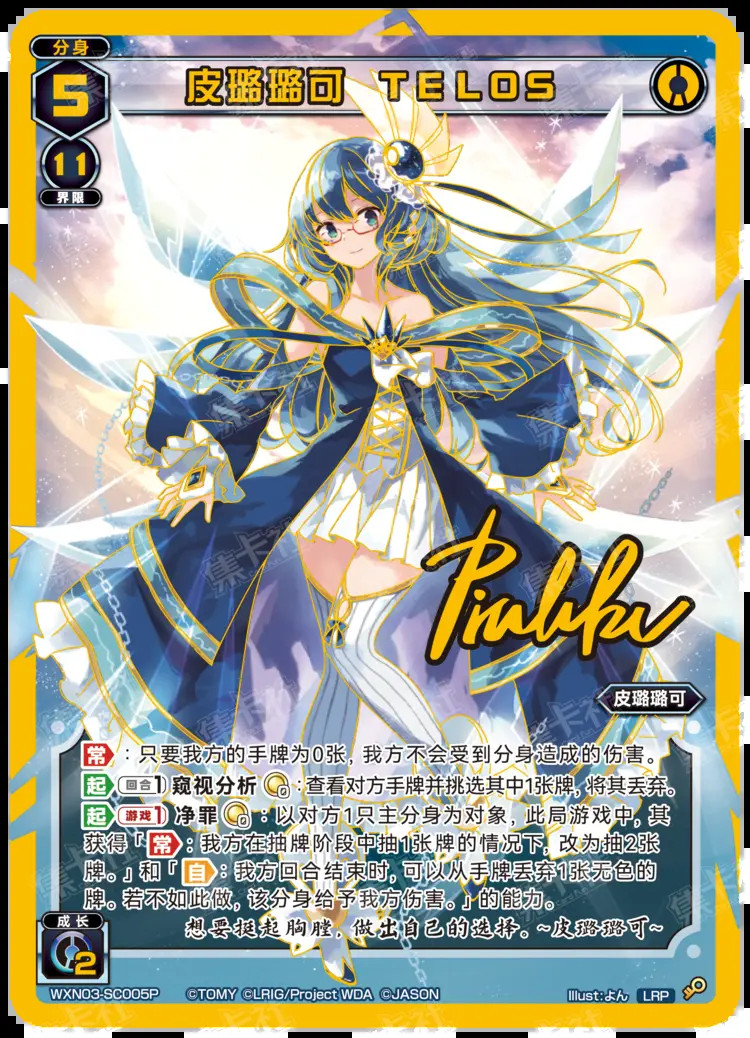 分身
5
皮璐璐可 TELOS
11
界限
Piruluku
皮璐璐可
常：只要我方的手牌为0张，我方不会受到分身造成的伤害。
起 回合1 窥视分析：查看对方手牌并挑选其中1张牌，将其丢弃。
起 游戏1 净罪：以对方1只主分身为对象，此局游戏中，其
获得「常：我方在抽牌阶段中抽1张牌的情况下，改为抽2张
牌。」和「自：我方回合结束时，可以从手牌丢弃1张无色的
牌。若不如此做，该分身给予我方伤害。」的能力。
想要挺起胸膛，做出自己的选择。~皮璐璐可~
成长
2
WXN03-SC005P ©TOMY ©LRIG/Project WDA ©JASON Illust:よん LRP
集卡社